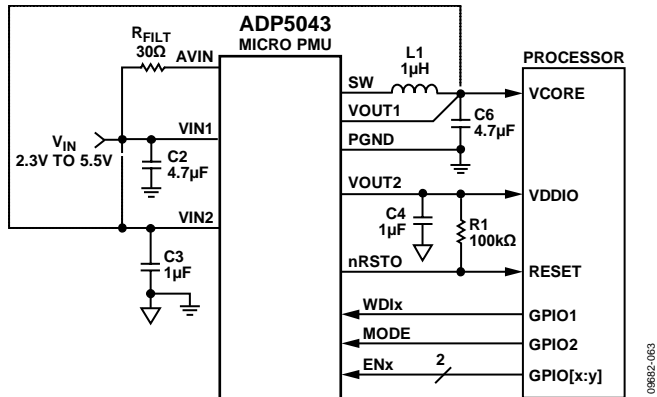 ADP5043
MICRO PMU
R_FILT
30Ω
AVIN
VIN1
V_IN
2.3V TO 5.5V
C2
4.7µF
VIN2
C3
1µF
SW
L1
1µH
VOUT1
PGND
C6
4.7µF
VOUT2
C4
1µF
R1
100kΩ
nRSTO
WDIx
MODE
ENx
2
PROCESSOR
VCORE
VDDIO
RESET
GPIO1
GPIO2
GPIO[x:y]
09682-063